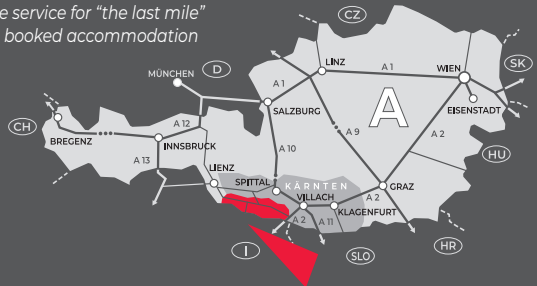 e service for “the last mile”
booked accommodation
CZ
D
MÜNCHEN
LINZ
A 1
WIEN
SK
A 1
SALZBURG
EISENSTADT
A
CH
A 12
BREGENZ
INNSBRUCK
A 13
A 10
A 9
A 2
HU
LIENZ
SPITTAL
KÄRNTEN
VILLACH
GRAZ
A 2
KLAGENFURT
A 2
A 11
I
SLO
HR